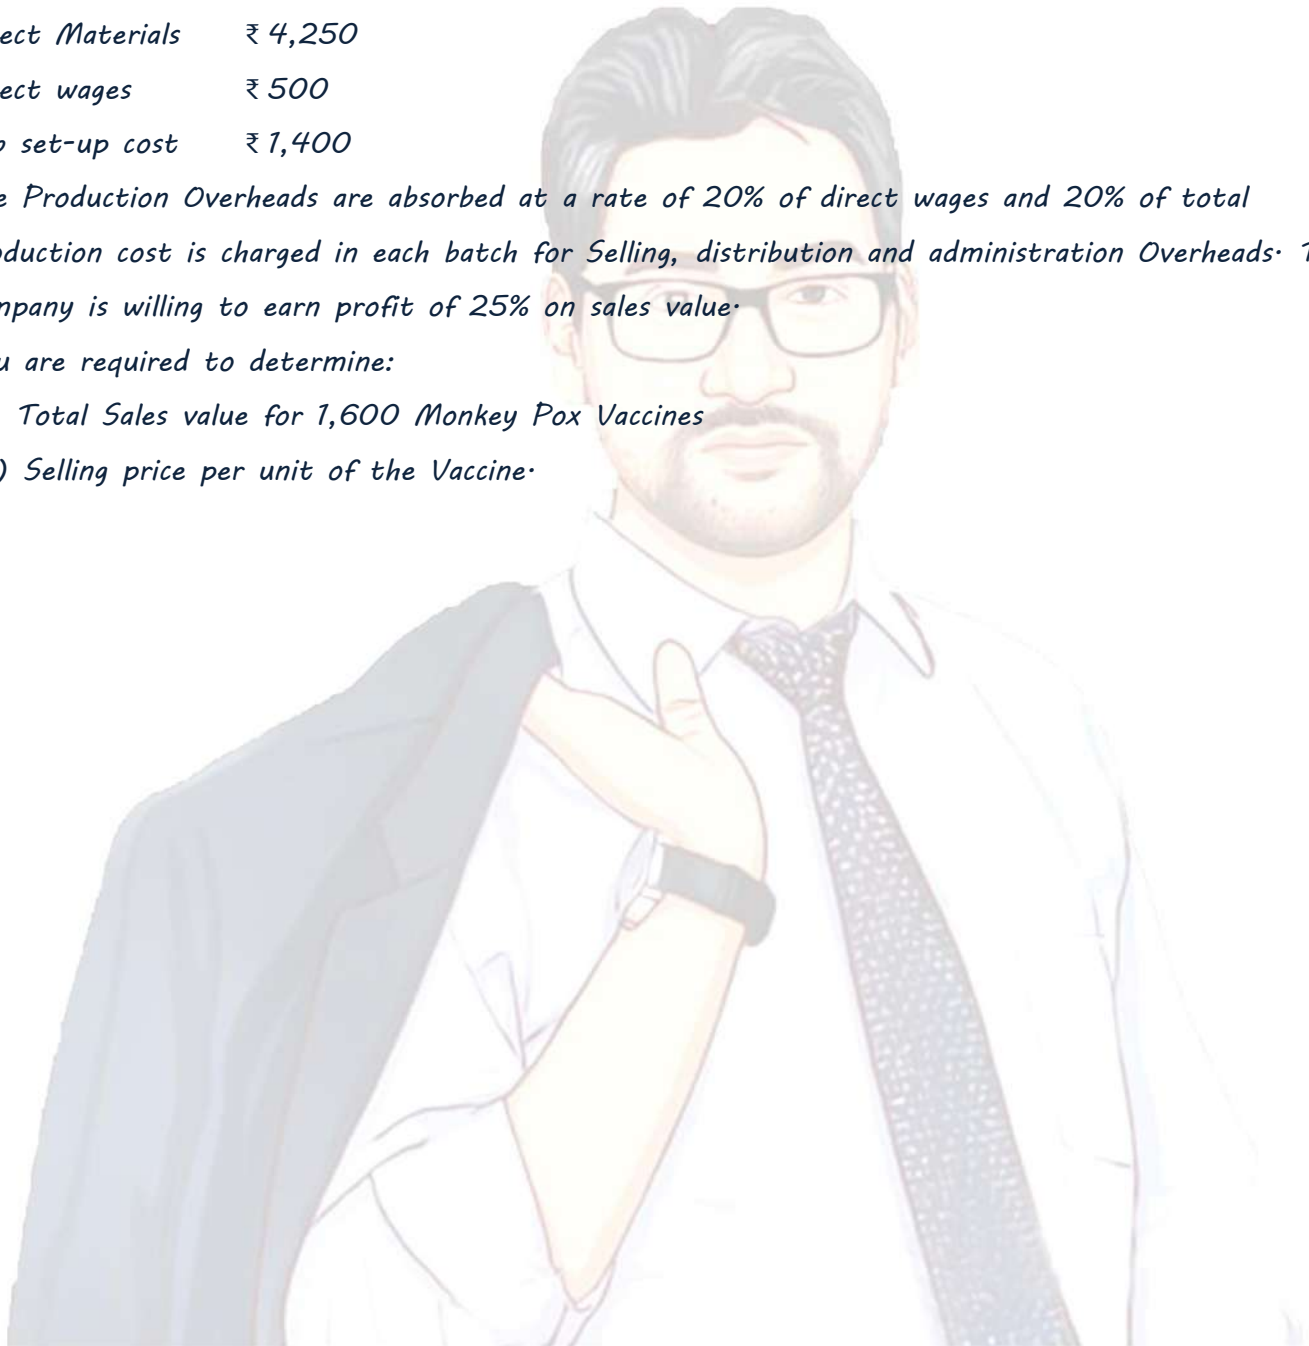 ect Materials ₹ 4,250
ect wages ₹ 500
set-up cost ₹ 1,400
e Production Overheads are absorbed at a rate of 20% of direct wages and 20% of total
duction cost is charged in each batch for Selling, distribution and administration Overheads.
mpany is willing to earn profit of 25% on sales value.
u are required to determine:
Total Sales value for 1,600 Monkey Pox Vaccines
) Selling price per unit of the Vaccine.